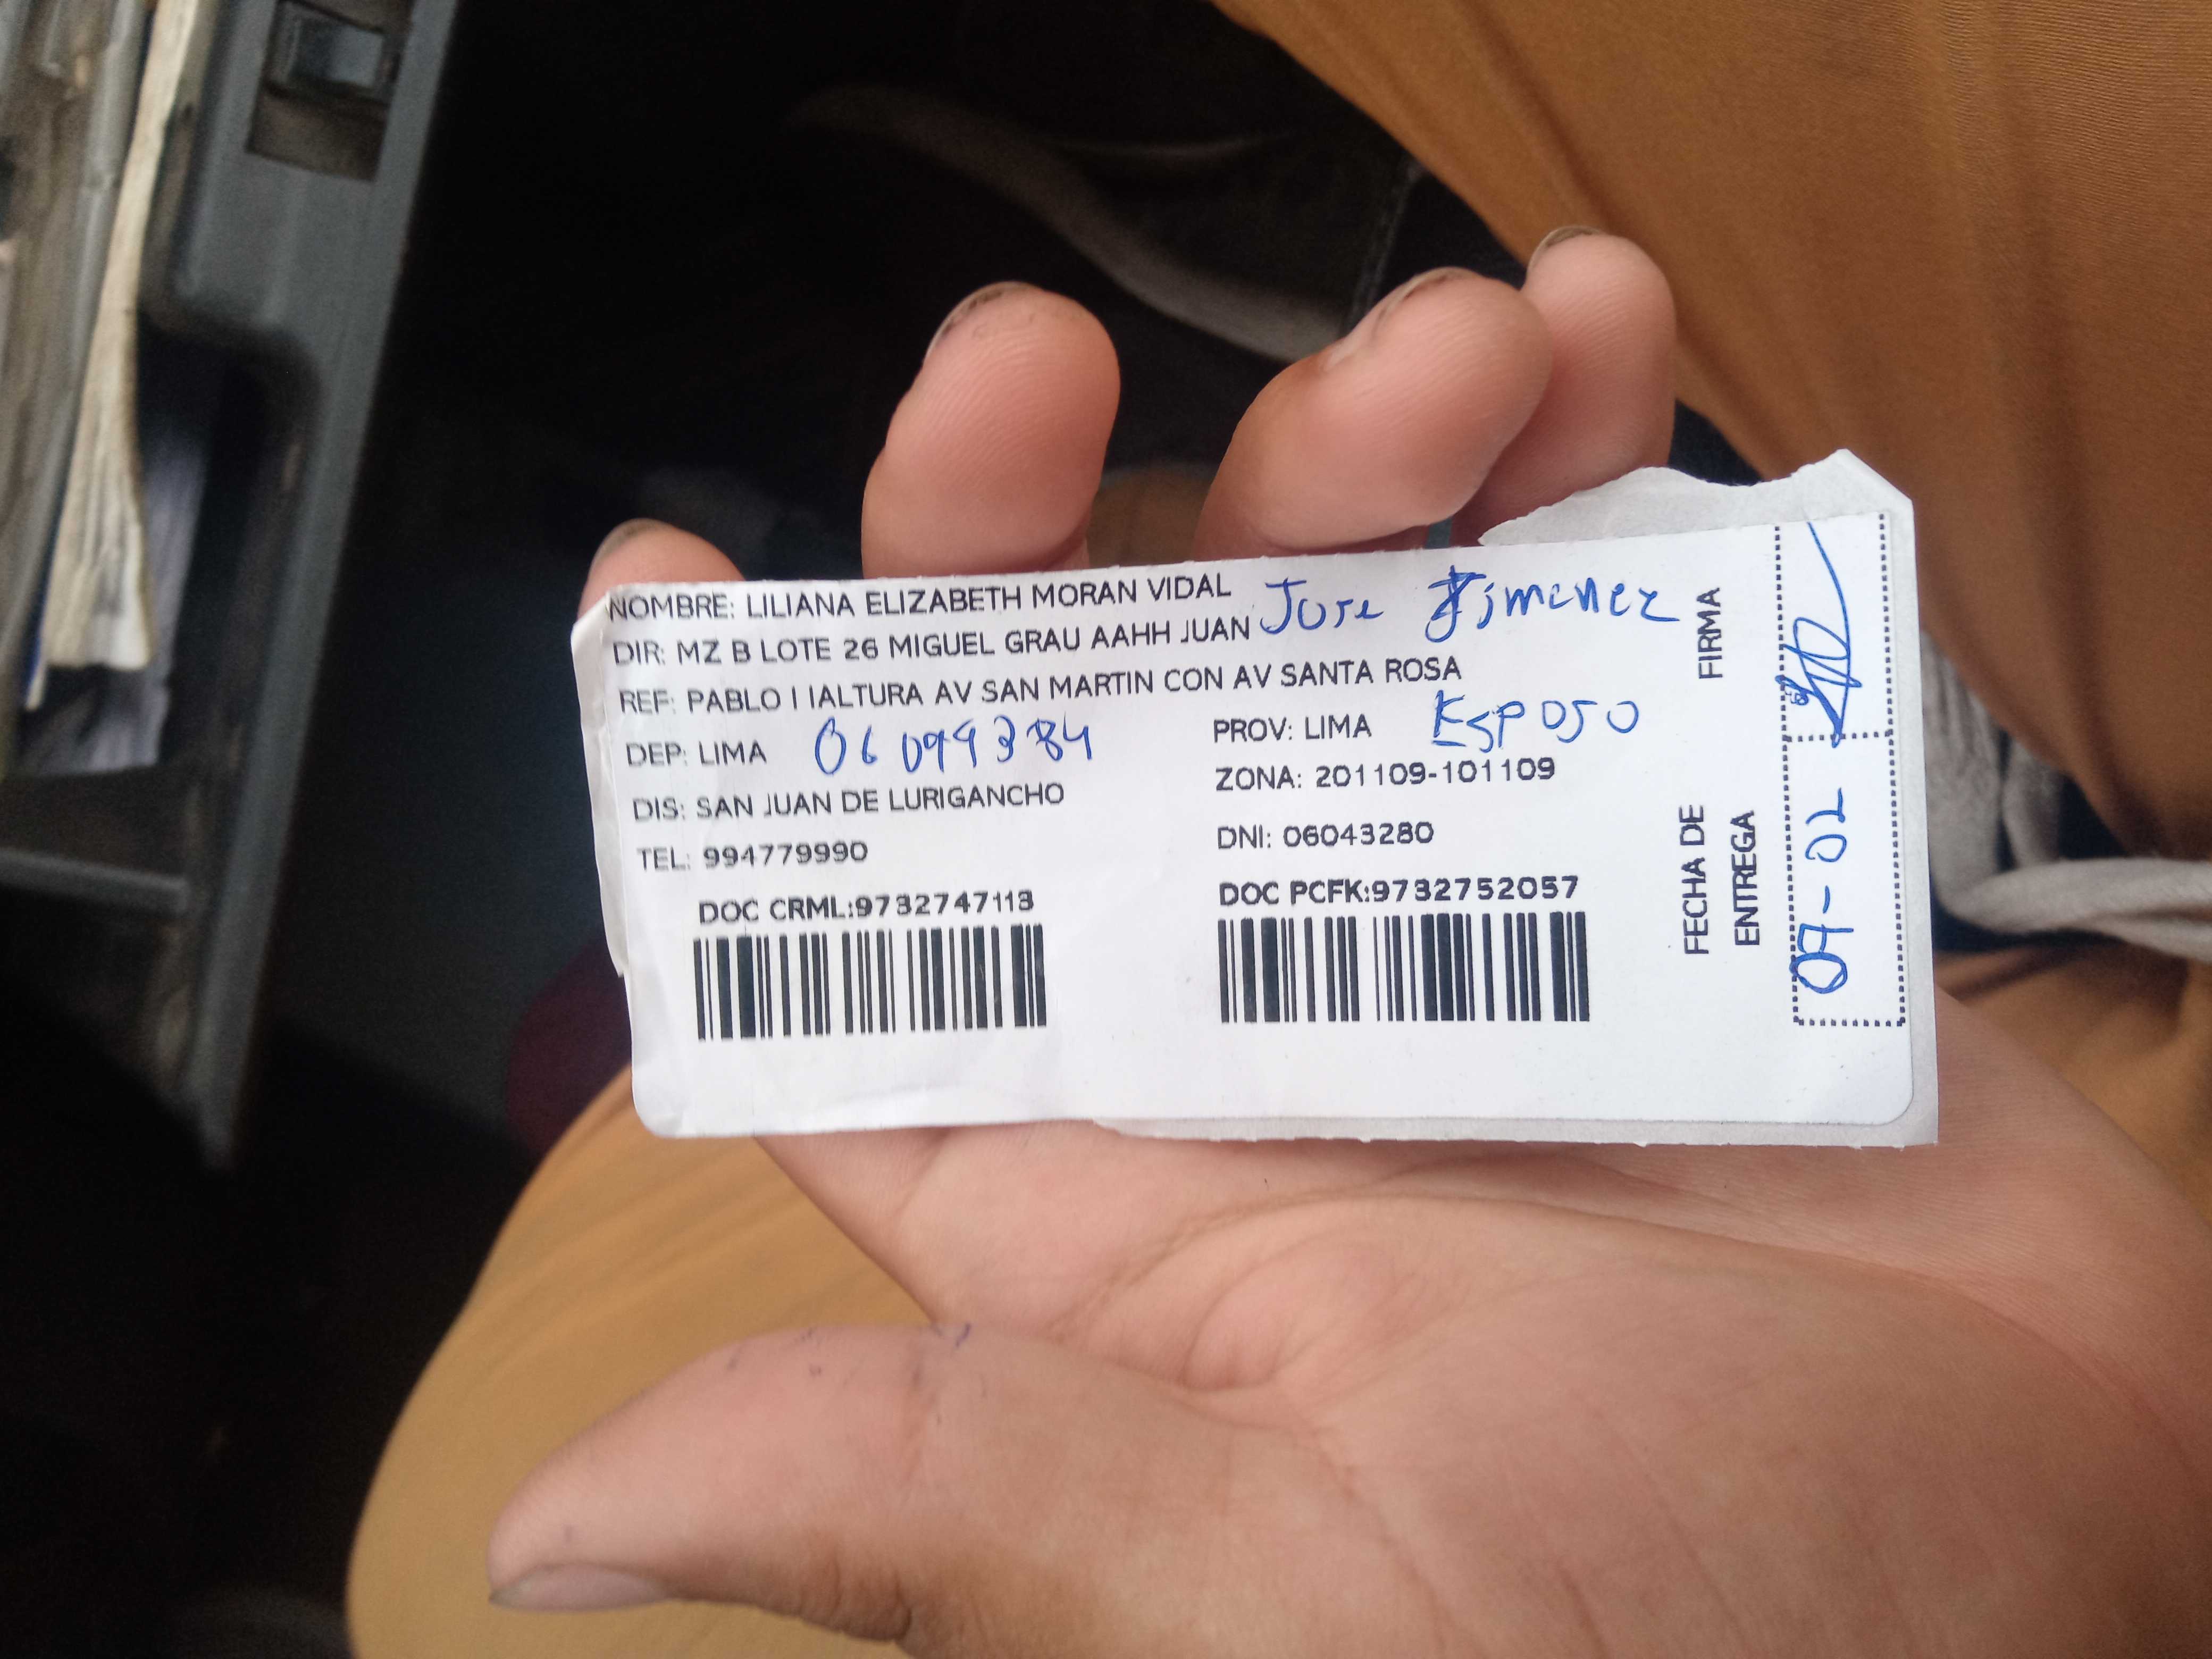 NOMBRE: LILIANA ELIZABETH MORAN VIDAL
Jose Jimenez
DIR: MZ B LOTE 26 MIGUEL GRAU AAHH JUAN
REF: PABLO I IALTURA AV SAN MARTIN CON AV SANTA ROSA
DEP: LIMA 06099384
PROV: LIMA Esposo
ZONA: 201109-101109
DIS: SAN JUAN DE LURIGANCHO
TEL: 994779990
DNI: 06043280
DOC CRML:9732747113
DOC PCFK:9732752057
FIRMA
FECHA DE
ENTREGA
09-02